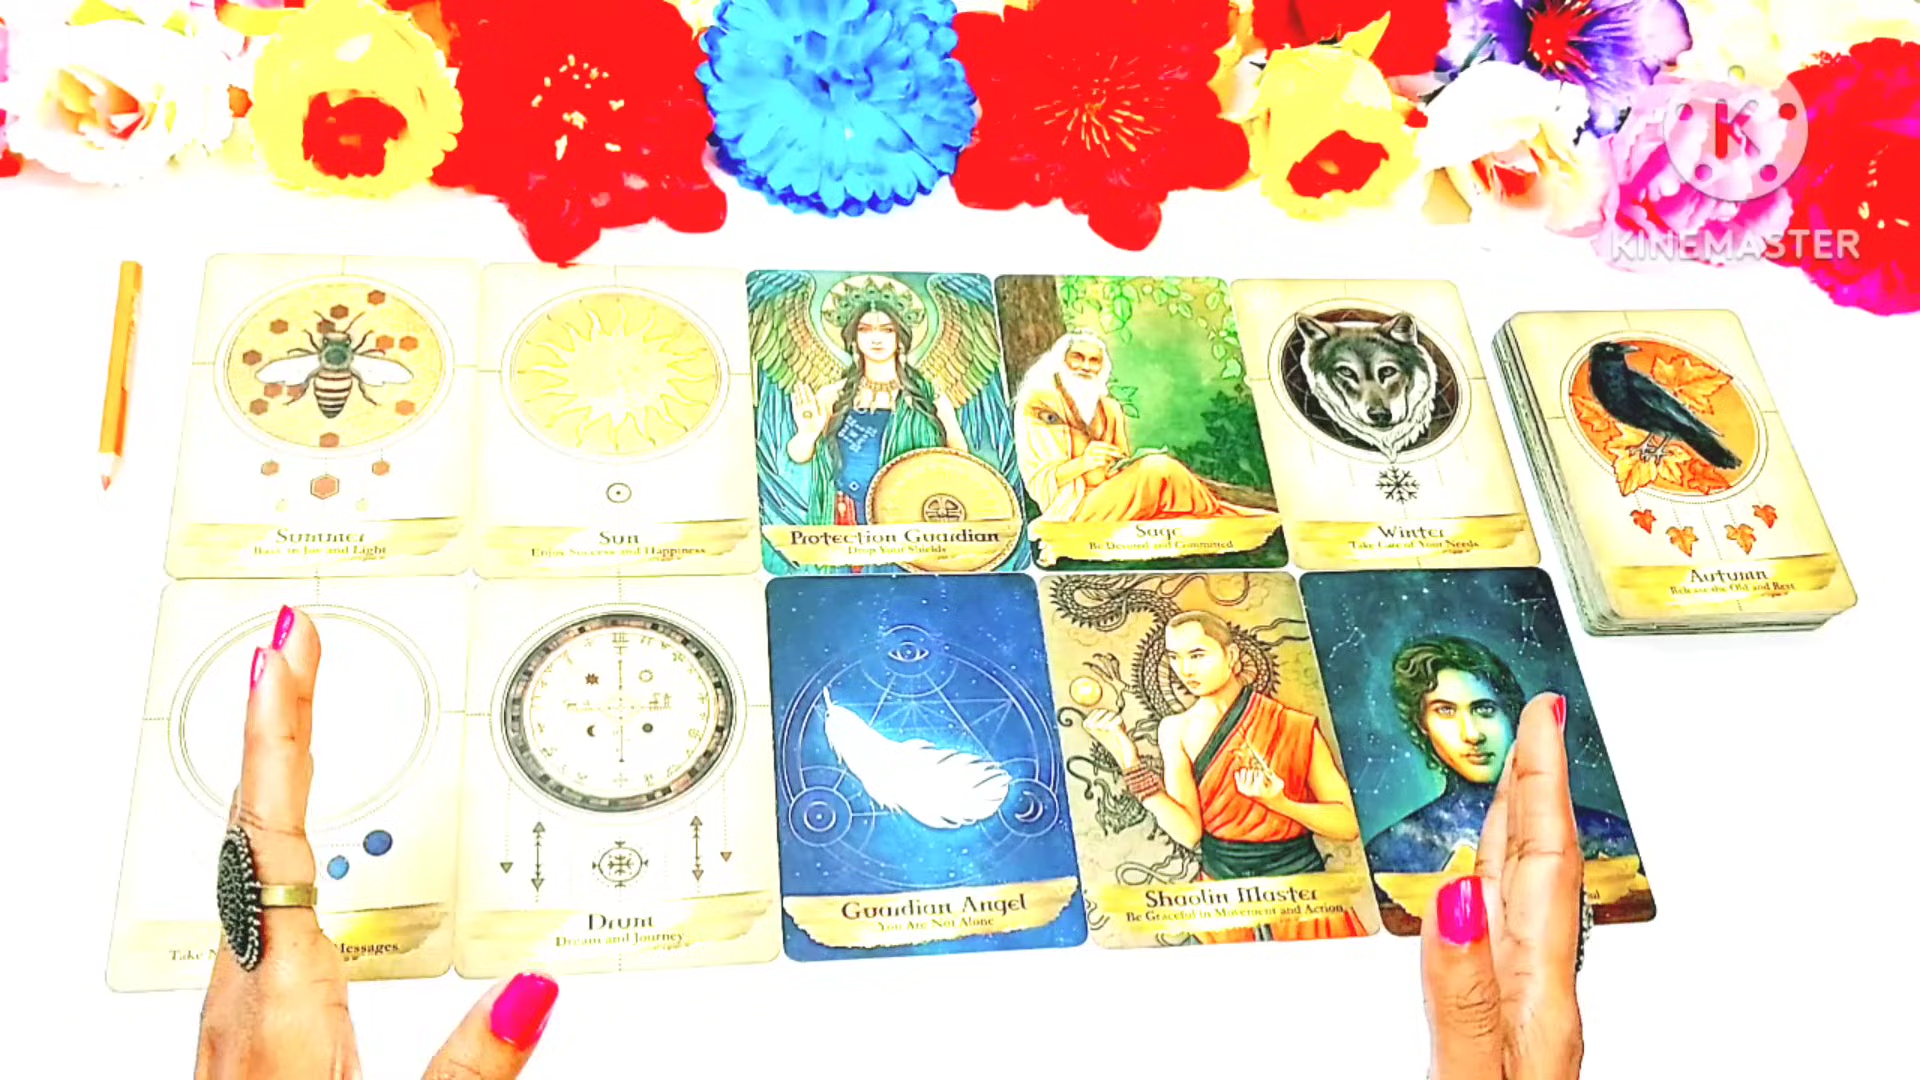 KINEMASTER
Summer
Bask in Joy and Light
Sun
Enjoy Success and Happiness
Protection Guardian
Drop Your Shields
Sage
Be Devoted and Committed
Winter
Take Care of Your Needs
Autumn
Release the Old and Rest
Take
Messages
Drum
Dream and Journey
Guardian Angel
You Are Not Alone
Shaolin Master
Be Graceful in Movement and Action